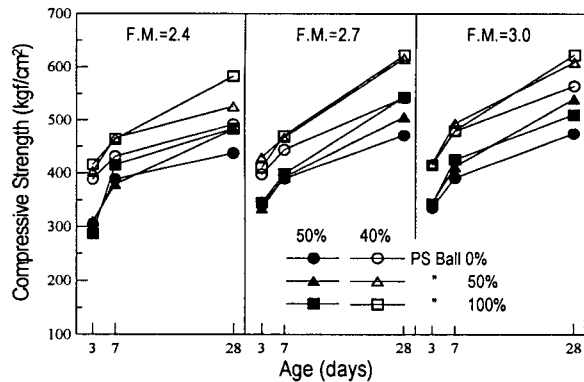 Compressive Strength (kgf/cm²)
700
600
500
400
300
200
100
F.M.=2.4
F.M.=2.7
F.M.=3.0
50% 40%
PS Ball 0%
" 50%
" 100%
3 7 28
3 7 28
3 7 28
Age (days)